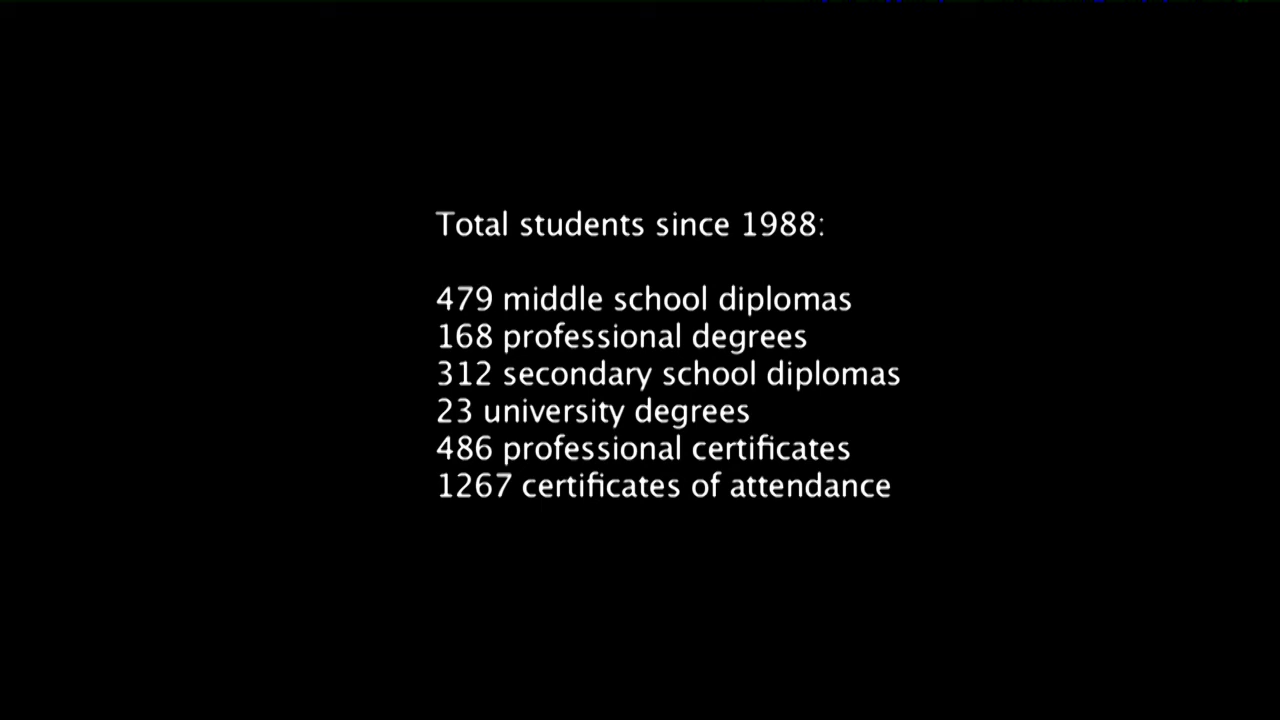 Total students since 1988:
479 middle school diplomas
168 professional degrees
312 secondary school diplomas
23 university degrees
486 professional certificates
1267 certificates of attendance